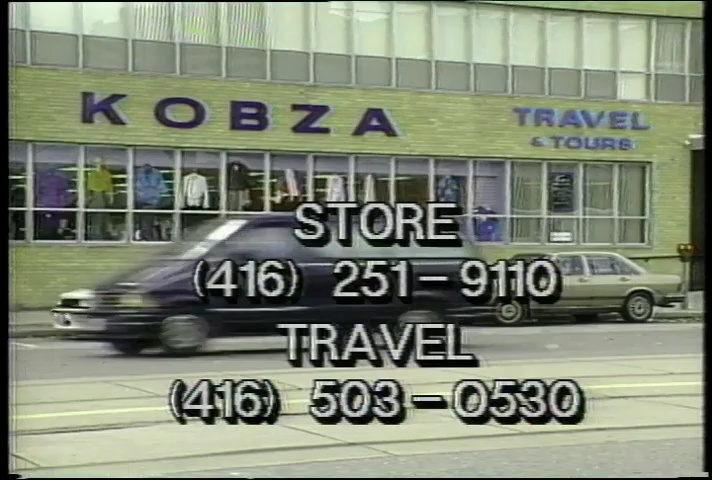 KOBZA
TRAVEL
& TOURS
STORE
(416) 251-9110
TRAVEL
(416) 503-0530